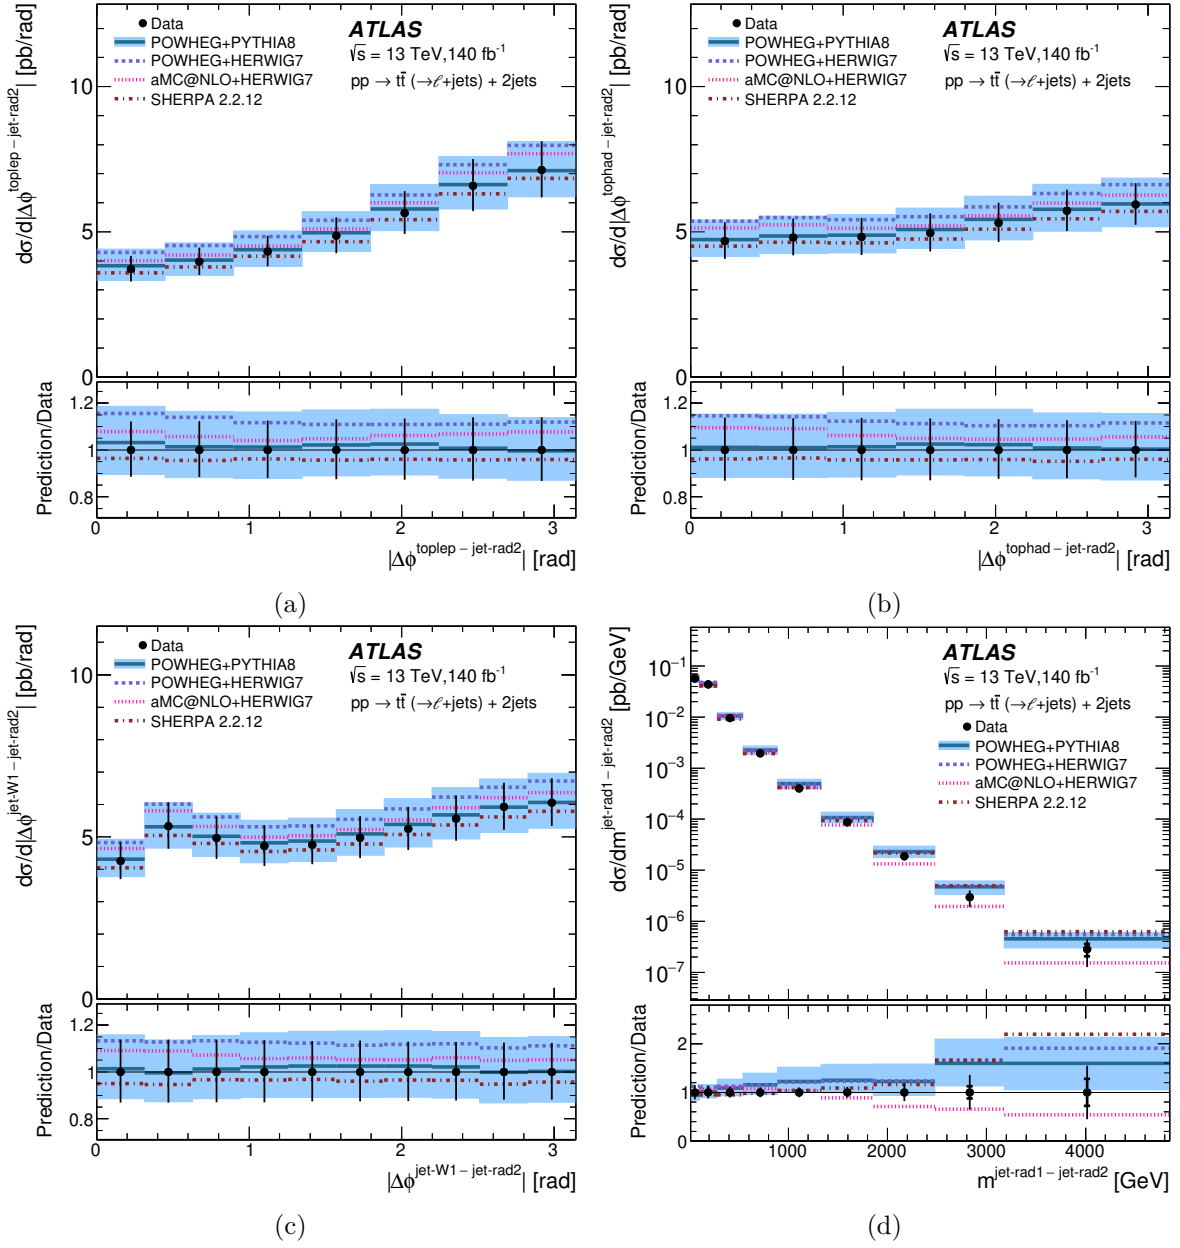 Data
POWHEG+PYTHIA8
POWHEG+HERWIG7
aMC@NLO+HERWIG7
SHERPA 2.2.12
ATLAS
√s = 13 TeV,140 fb⁻¹
pp → tt̄ (→ℓ+jets) + 2jets
dσ/d|Δϕ^{toplep – jet-rad2}| [pb/rad]
10
5
0
Prediction/Data
1.2
1
0.8
0 1 2 3
|Δϕ^{toplep – jet-rad2}| [rad]
(a)
Data
POWHEG+PYTHIA8
POWHEG+HERWIG7
aMC@NLO+HERWIG7
SHERPA 2.2.12
ATLAS
√s = 13 TeV,140 fb⁻¹
pp → tt̄ (→ℓ+jets) + 2jets
dσ/d|Δϕ^{tophad – jet-rad2}| [pb/rad]
10
5
0
Prediction/Data
1.2
1
0.8
0 1 2 3
|Δϕ^{tophad – jet-rad2}| [rad]
(b)
Data
POWHEG+PYTHIA8
POWHEG+HERWIG7
aMC@NLO+HERWIG7
SHERPA 2.2.12
ATLAS
√s = 13 TeV,140 fb⁻¹
pp → tt̄ (→ℓ+jets) + 2jets
dσ/d|Δϕ^{jet-W1 – jet-rad2}| [pb/rad]
10
5
0
Prediction/Data
1.2
1
0.8
0 1 2 3
|Δϕ^{jet-W1 – jet-rad2}| [rad]
(c)
ATLAS
√s = 13 TeV,140 fb⁻¹
pp → tt̄ (→ℓ+jets) + 2jets
Data
POWHEG+PYTHIA8
POWHEG+HERWIG7
aMC@NLO+HERWIG7
SHERPA 2.2.12
dσ/dm^{jet-rad1 – jet-rad2} [pb/GeV]
10⁻¹
10⁻²
10⁻³
10⁻⁴
10⁻⁵
10⁻⁶
10⁻⁷
Prediction/Data
2
1
0
1000 2000 3000 4000
m^{jet-rad1 – jet-rad2} [GeV]
(d)